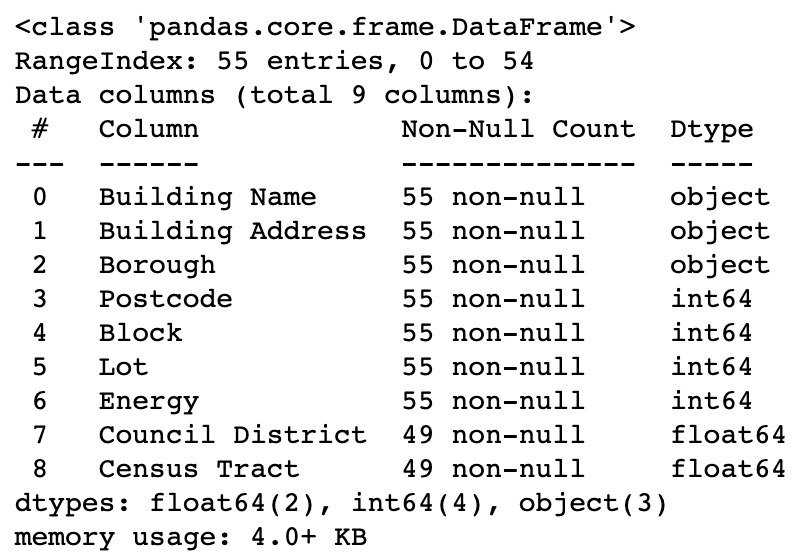 <class 'pandas.core.frame.DataFrame'>
RangeIndex: 55 entries, 0 to 54
Data columns (total 9 columns):
 #   Column            Non-Null Count  Dtype
---  ------            --------------  -----
 0   Building Name     55 non-null     object
 1   Building Address  55 non-null     object
 2   Borough           55 non-null     object
 3   Postcode          55 non-null     int64
 4   Block             55 non-null     int64
 5   Lot               55 non-null     int64
 6   Energy            55 non-null     int64
 7   Council District  49 non-null     float64
 8   Census Tract      49 non-null     float64
dtypes: float64(2), int64(4), object(3)
memory usage: 4.0+ KB